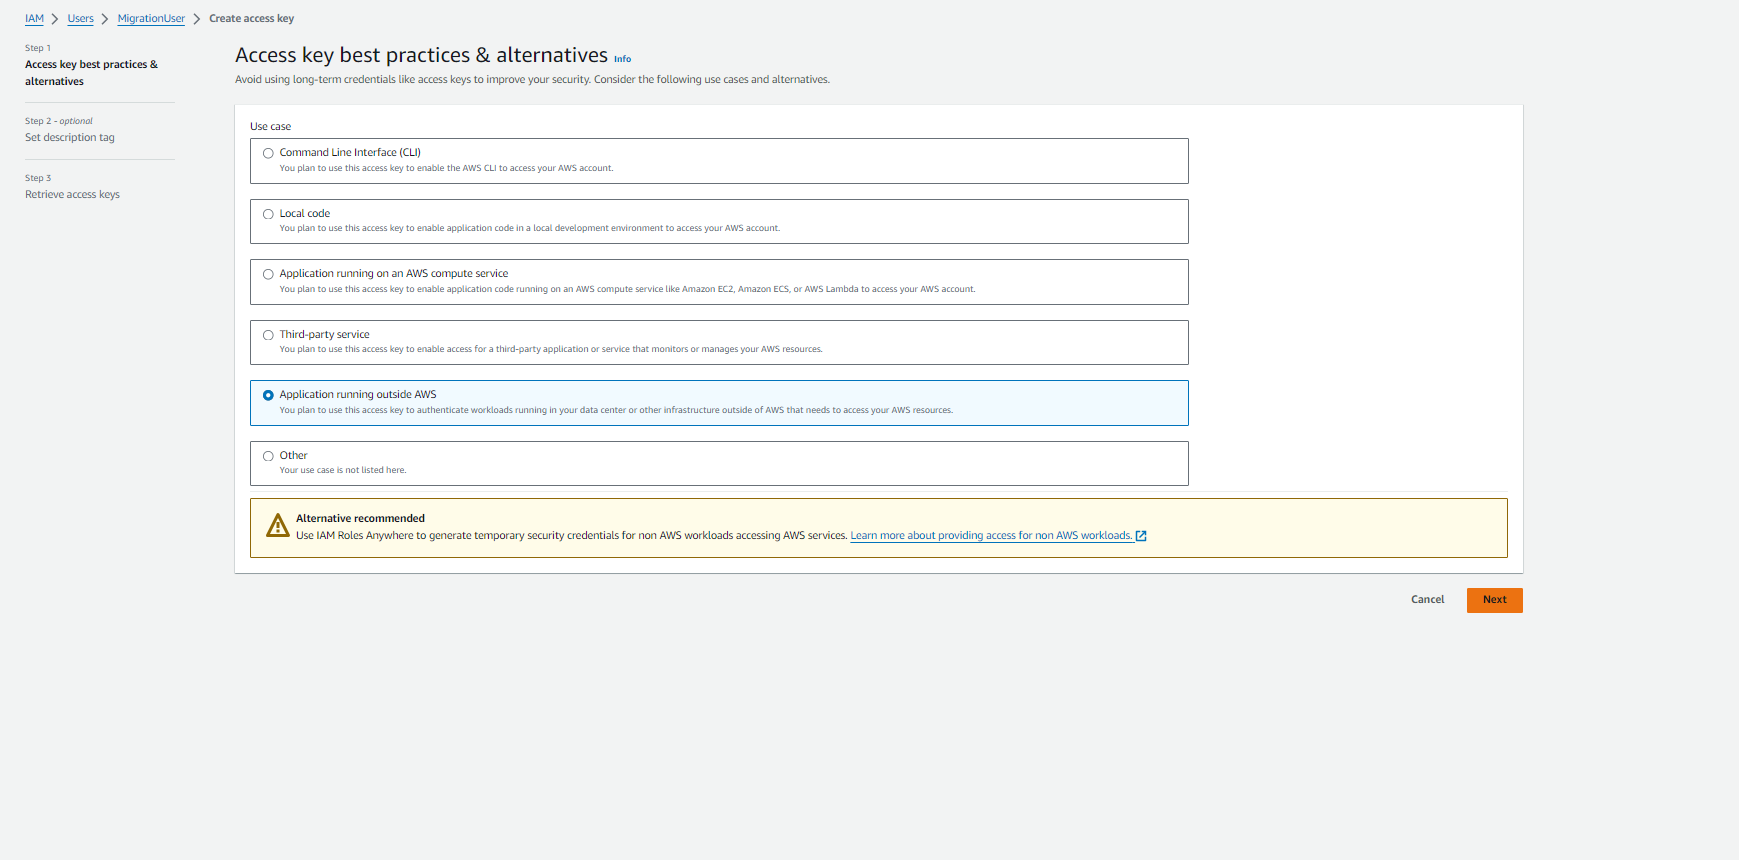 IAM > Users > MigrationUser > Create access key
Step 1
Access key best practices &
alternatives
Step 2 - optional
Set description tag
Step 3
Retrieve access keys
Access key best practices & alternatives Info
Avoid using long-term credentials like access keys to improve your security. Consider the following use cases and alternatives.
Use case
Command Line Interface (CLI)
You plan to use this access key to enable the AWS CLI to access your AWS account.
Local code
You plan to use this access key to enable application code in a local development environment to access your AWS account.
Application running on an AWS compute service
You plan to use this access key to enable application code running on an AWS compute service like Amazon EC2, Amazon ECS, or AWS Lambda to access your AWS account.
Third-party service
You plan to use this access key to enable access for a third-party application or service that monitors or manages your AWS resources.
Application running outside AWS
You plan to use this access key to authenticate workloads running in your data center or other infrastructure outside of AWS that needs to access your AWS resources.
Other
Your use case is not listed here.
Alternative recommended
Use IAM Roles Anywhere to generate temporary security credentials for non AWS workloads accessing AWS services. Learn more about providing access for non AWS workloads.
Cancel Next